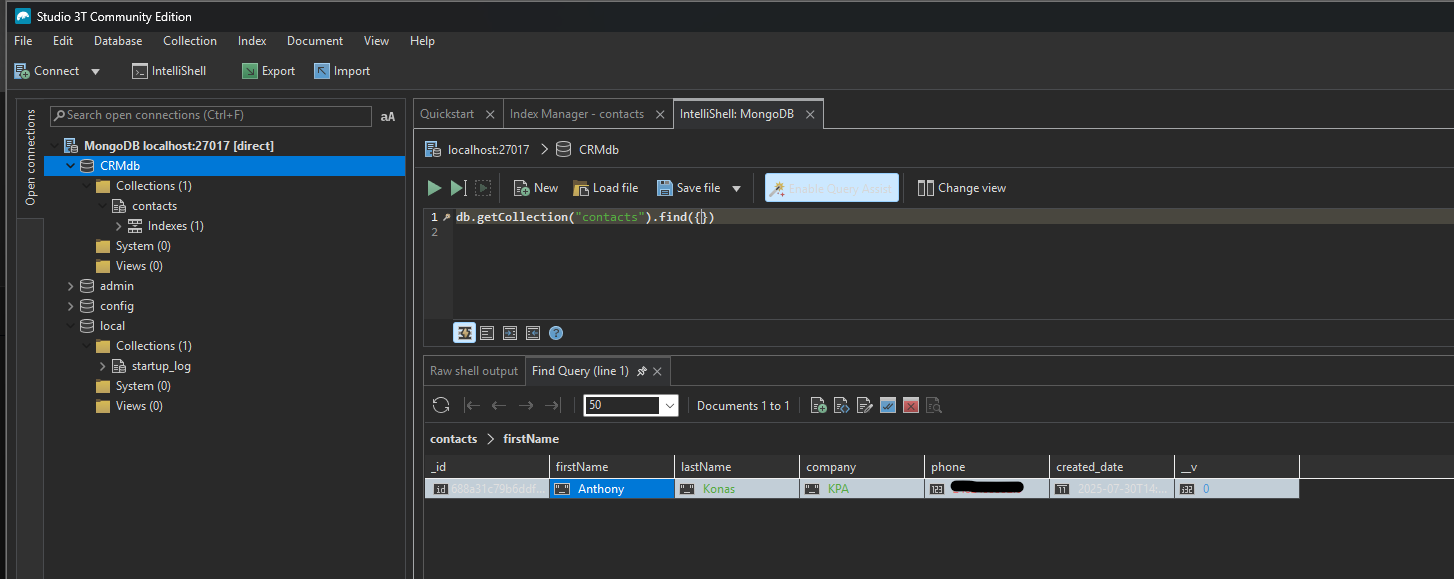 Studio 3T Community Edition
File Edit Database Collection Index Document View Help
Connect IntelliShell Export Import
Open connections
Search open connections (Ctrl+F) aA
MongoDB localhost:27017 [direct]
CRMdb
Collections (1)
contacts
Indexes (1)
System (0)
Views (0)
admin
config
local
Collections (1)
startup_log
System (0)
Views (0)
Quickstart Index Manager - contacts IntelliShell: MongoDB
localhost:27017 CRMdb
New Load file Save file Enable Query Assist Change view
1 db.getCollection("contacts").find({})
2
Raw shell output Find Query (line 1)
50 Documents 1 to 1
contacts firstName
_id firstName lastName company phone created_date __v
id Anthony Konas KPA 123 2025-07-30T14:... i32 0